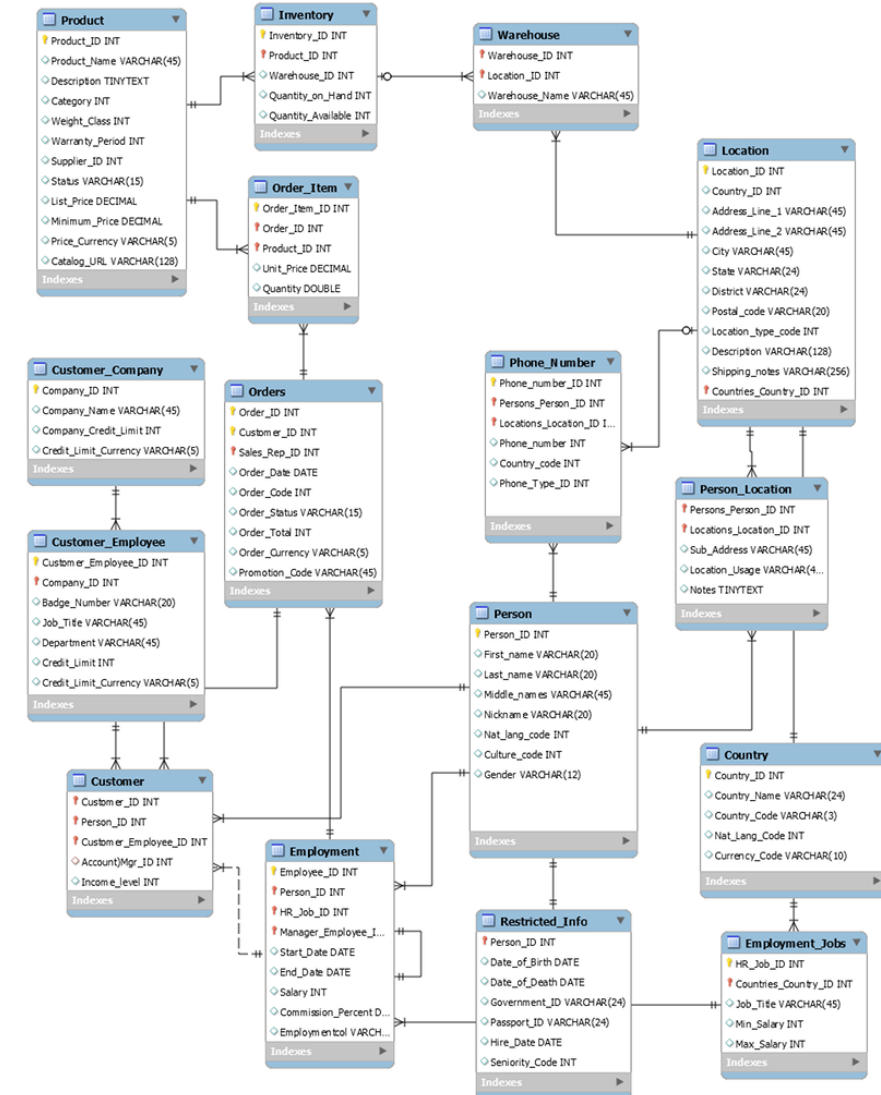 Product
Product_ID INT
Product_Name VARCHAR(45)
Description TINYTEXT
Category INT
Weight_Class INT
Warranty_Period INT
Supplier_ID INT
Status VARCHAR(15)
List_Price DECIMAL
Minimum_Price DECIMAL
Price_Currency VARCHAR(5)
Catalog_URL VARCHAR(128)
Indexes
Inventory
Inventory_ID INT
Product_ID INT
Warehouse_ID INT
Quantity_on_Hand INT
Quantity_Available INT
Indexes
Warehouse
Warehouse_ID INT
Location_ID INT
Warehouse_Name VARCHAR(45)
Indexes
Location
Location_ID INT
Country_ID INT
Address_Line_1 VARCHAR(45)
Address_Line_2 VARCHAR(45)
City VARCHAR(45)
State VARCHAR(24)
District VARCHAR(24)
Postal_code VARCHAR(20)
Location_type_code INT
Description VARCHAR(128)
Shipping_notes VARCHAR(256)
Countries_Country_ID INT
Indexes
Order_Item
Order_Item_ID INT
Order_ID INT
Product_ID INT
Unit_Price DECIMAL
Quantity DOUBLE
Indexes
Customer_Company
Company_ID INT
Company_Name VARCHAR(45)
Company_Credit_Limit INT
Credit_Limit_Currency VARCHAR(5)
Indexes
Orders
Order_ID INT
Customer_ID INT
Sales_Rep_ID INT
Order_Date DATE
Order_Code INT
Order_Status VARCHAR(15)
Order_Total INT
Order_Currency VARCHAR(5)
Promotion_Code VARCHAR(45)
Indexes
Phone_Number
Phone_number_ID INT
Persons_Person_ID INT
Locations_Location_ID I...
Phone_number INT
Country_code INT
Phone_Type_ID INT
Indexes
Person_Location
Persons_Person_ID INT
Locations_Location_ID INT
Sub_Address VARCHAR(45)
Location_Usage VARCHAR(4...
Notes TINYTEXT
Indexes
Customer_Employee
Customer_Employee_ID INT
Company_ID INT
Badge_Number VARCHAR(20)
Job_Title VARCHAR(45)
Department VARCHAR(45)
Credit_Limit INT
Credit_Limit_Currency VARCHAR(5)
Indexes
Person
Person_ID INT
First_name VARCHAR(20)
Last_name VARCHAR(20)
Middle_names VARCHAR(45)
Nickname VARCHAR(20)
Nat_lang_code INT
Culture_code INT
Gender VARCHAR(12)
Indexes
Country
Country_ID INT
Country_Name VARCHAR(24)
Country_Code VARCHAR(3)
Nat_Lang_Code INT
Currency_Code VARCHAR(10)
Indexes
Customer
Customer_ID INT
Person_ID INT
Customer_Employee_ID INT
Account)Mgr_ID INT
Income_level INT
Indexes
Employment
Employee_ID INT
Person_ID INT
HR_Job_ID INT
Manager_Employee_I...
Start_Date DATE
End_Date DATE
Salary INT
Commission_Percent D...
Employmentcol VARCH...
Indexes
Restricted_Info
Person_ID INT
Date_of_Birth DATE
Date_of_Death DATE
Government_ID VARCHAR(24)
Passport_ID VARCHAR(24)
Hire_Date DATE
Seniority_Code INT
Indexes
Employment_Jobs
HR_Job_ID INT
Countries_Country_ID INT
Job_Title VARCHAR(45)
Min_Salary INT
Max_Salary INT
Indexes